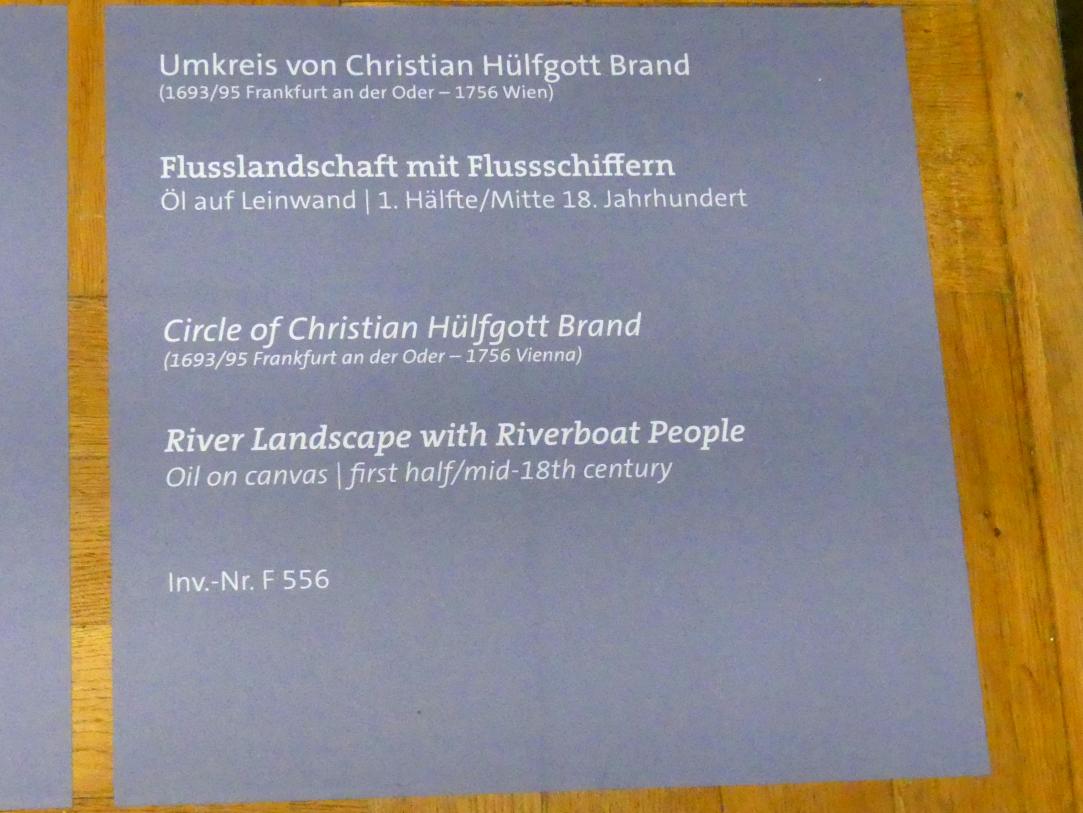 Umkreis von Christian Hülfgott Brand
(1693/95 Frankfurt an der Oder – 1756 Wien)
Flusslandschaft mit Flussschiffern
Öl auf Leinwand | 1. Hälfte/Mitte 18. Jahrhundert
Circle of Christian Hülfgott Brand
(1693/95 Frankfurt an der Oder – 1756 Vienna)
River Landscape with Riverboat People
Oil on canvas | first half/mid-18th century
Inv.-Nr. F 556